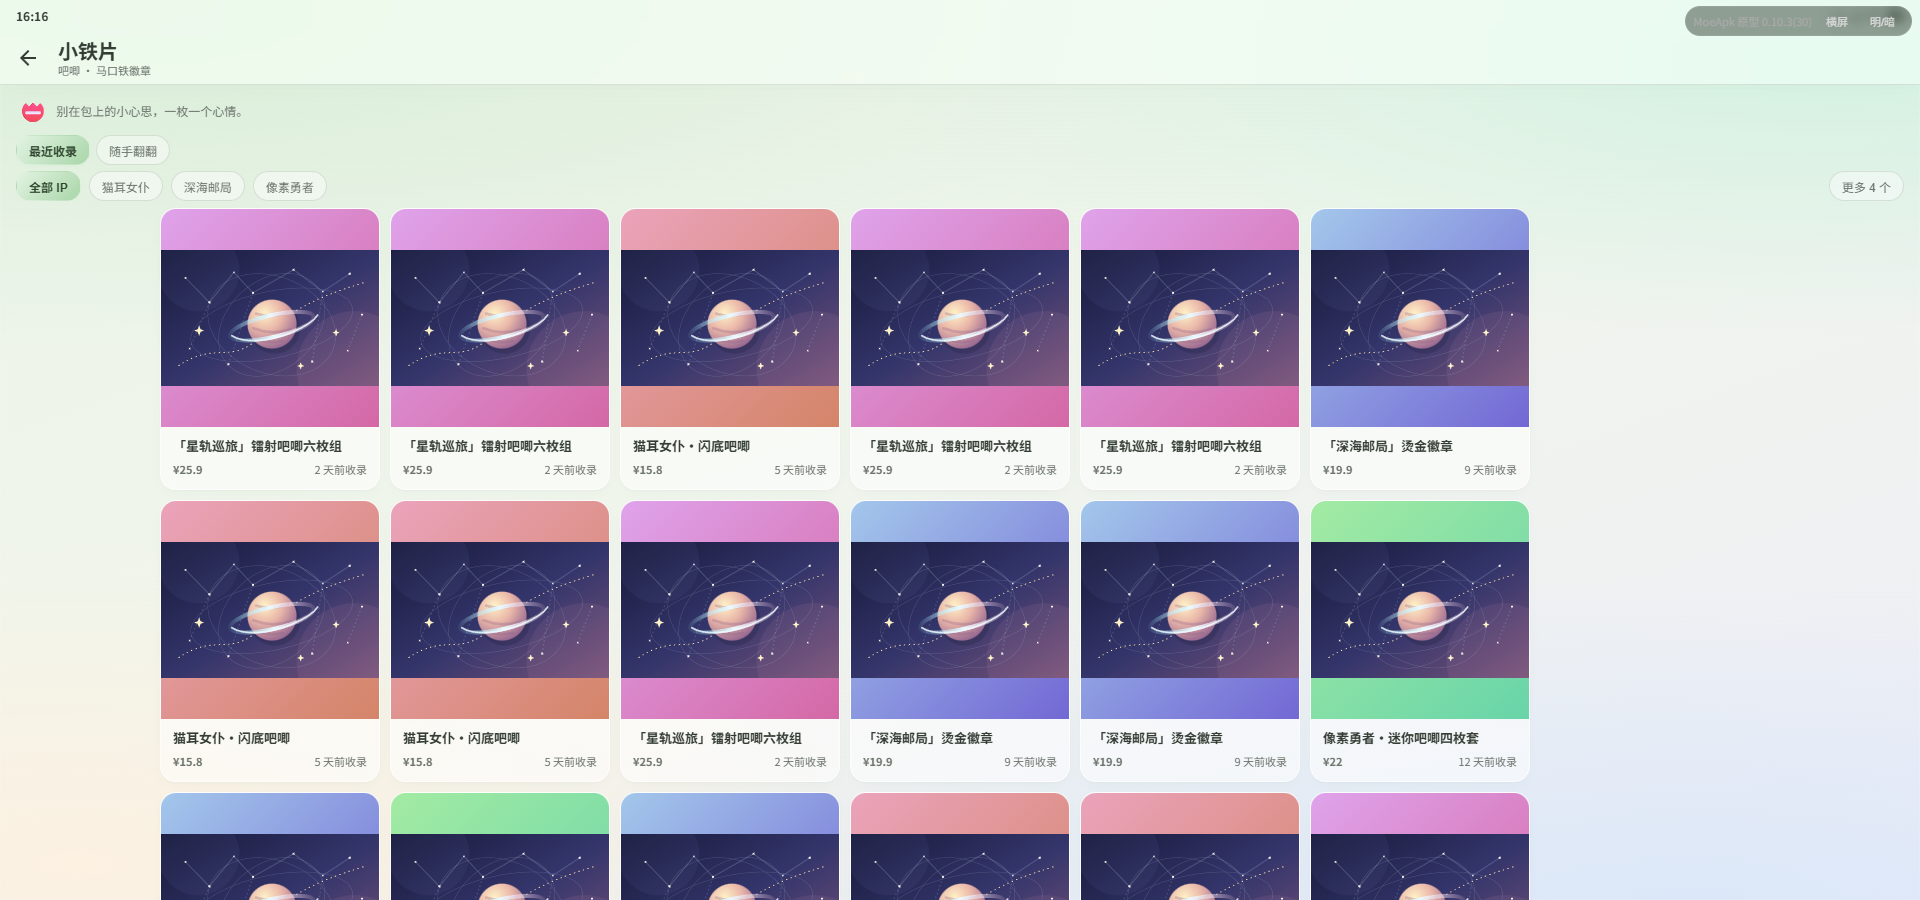 16:16
MoeApk 原型 0.10.3(30) 横屏 明/暗
小铁片
吧唧 · 马口铁徽章
别在包上的小心思，一枚一个心情。
最近收录 随手翻翻
全部 IP 猫耳女仆 深海邮局 像素勇者 更多 4 个
「星轨巡旅」镭射吧唧六枚组
¥25.9 2 天前收录
「星轨巡旅」镭射吧唧六枚组
¥25.9 2 天前收录
猫耳女仆·闪底吧唧
¥15.8 5 天前收录
「星轨巡旅」镭射吧唧六枚组
¥25.9 2 天前收录
「星轨巡旅」镭射吧唧六枚组
¥25.9 2 天前收录
「深海邮局」烫金徽章
¥19.9 9 天前收录
猫耳女仆·闪底吧唧
¥15.8 5 天前收录
猫耳女仆·闪底吧唧
¥15.8 5 天前收录
「星轨巡旅」镭射吧唧六枚组
¥25.9 2 天前收录
「深海邮局」烫金徽章
¥19.9 9 天前收录
「深海邮局」烫金徽章
¥19.9 9 天前收录
像素勇者·迷你吧唧四枚套
¥22 12 天前收录